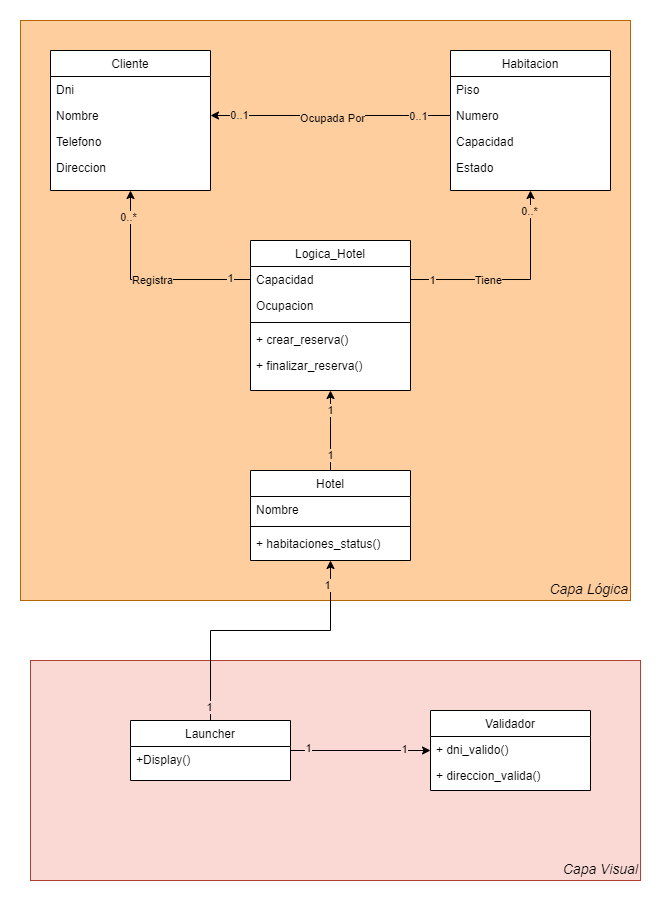 Cliente
Dni
Nombre
Telefono
Direccion
Habitacion
Piso
Numero
Capacidad
Estado
0..1
Ocupada Por
0..1
0..*
0..*
Registra
1
1
Tiene
Logica_Hotel
Capacidad
Ocupacion
+ crear_reserva()
+ finalizar_reserva()
1
1
Hotel
Nombre
+ habitaciones_status()
1
Capa Lógica
1
Launcher
+Display()
1
1
Validador
+ dni_valido()
+ direccion_valida()
Capa Visual